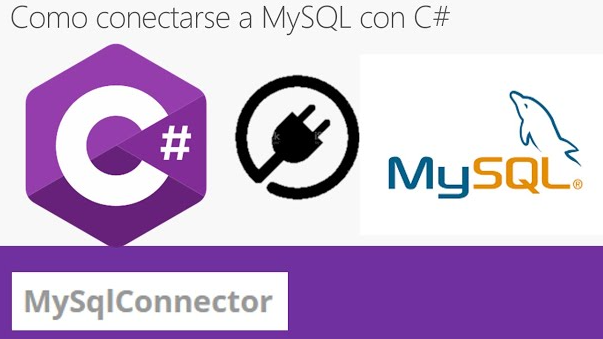 Como conectarse a MySQL con C#
C#
MySQL®
MySqlConnector